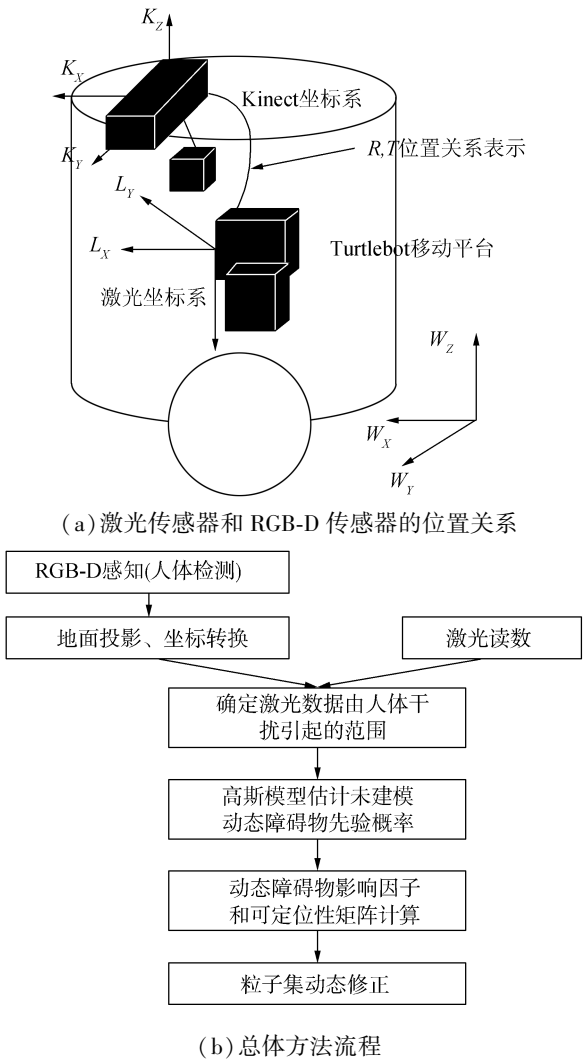 K_Z
K_X
Kinect坐标系
K_Y
R,T位置关系表示
L_Y
L_X
Turtlebot移动平台
激光坐标系
W_Z
W_X
W_Y
(a)激光传感器和 RGB-D 传感器的位置关系
RGB-D感知(人体检测)
地面投影、坐标转换
激光读数
确定激光数据由人体干
扰引起的范围
高斯模型估计未建模
动态障碍物先验概率
动态障碍物影响因子
和可定位性矩阵计算
粒子集动态修正
(b)总体方法流程